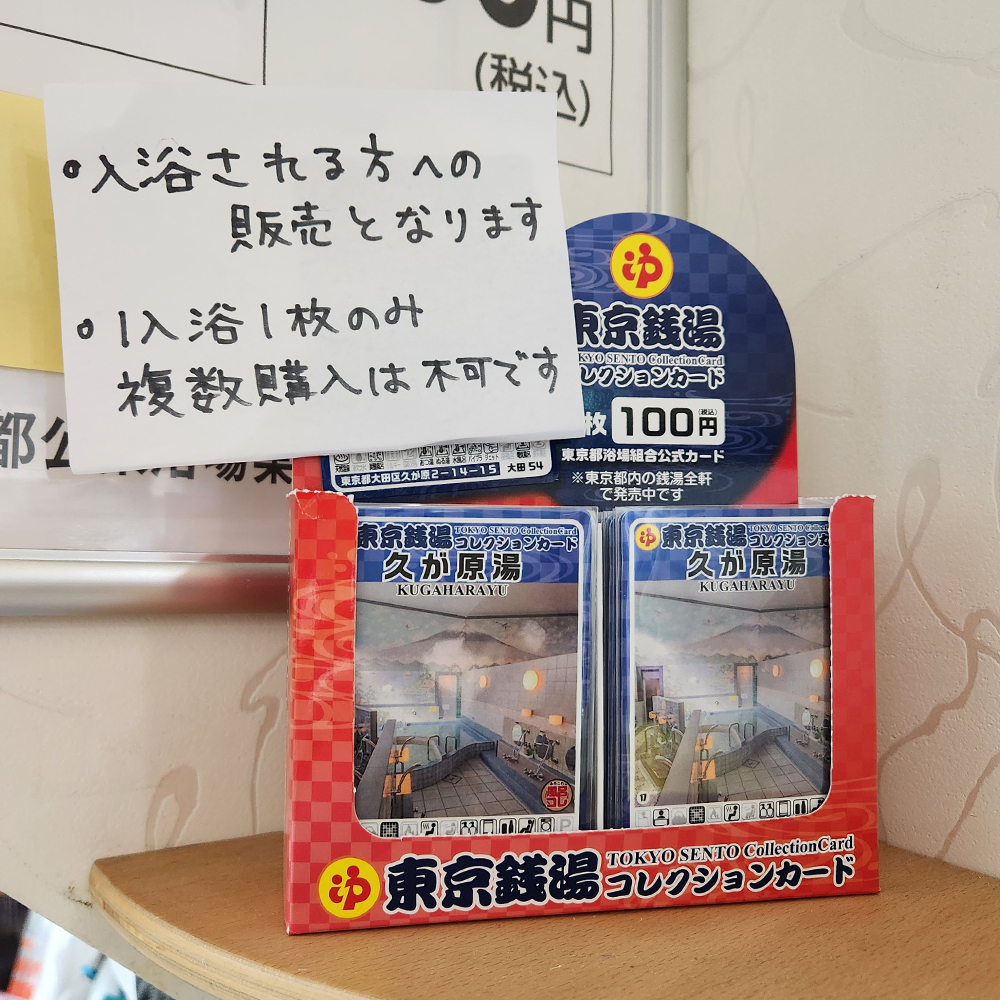 円
(税込)
•入浴される方への
販売となります
•1入浴1枚のみ
複数購入は不可です
東京銭湯
TOKYO SENTO CollectionCard
コレクションカード
枚 100円(税込)
東京都浴場組合公式カード
※東京都内の銭湯全軒
で発売中です
東京都大田区久が原2-14-15 大田54
東京銭湯 TOKYO SENTO CollectionCard
コレクションカード
久が原湯
KUGAHARAYU
P
ゆ 東京銭湯 TOKYO SENTO CollectionCard
コレクションカ
久が原湯
KUGAHARAYU
17
ゆ 東京銭湯 TOKYO SENTO CollectionCard
コレクションカード